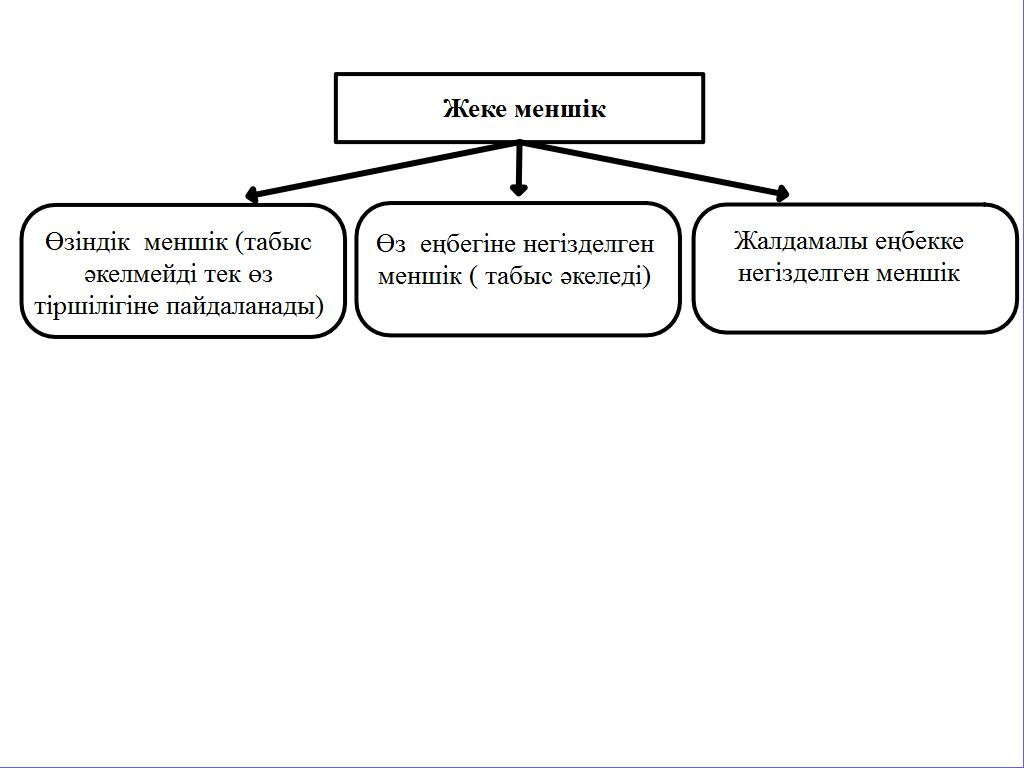 Жеке меншік
Өзіндік  меншік (табыс
әкелмейді тек өз
тіршілігіне пайдаланады)
Өз  еңбегіне негізделген
меншік ( табыс әкеледі)
Жалдамалы еңбекке
негізделген меншік